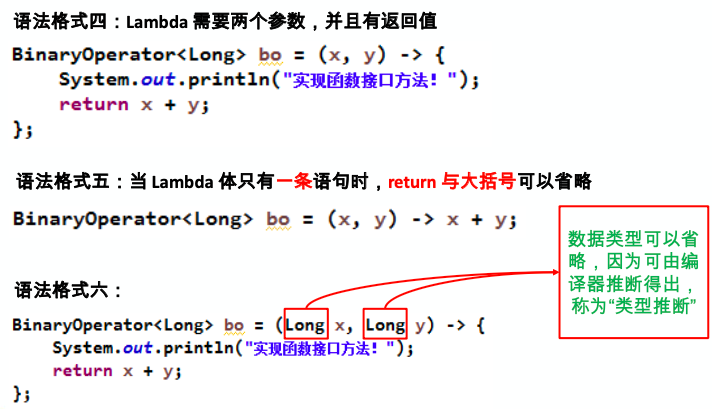 语法格式四：Lambda 需要两个参数，并且有返回值
BinaryOperator<Long> bo = (x, y) -> {
    System.out.println("实现函数接口方法！");
    return x + y;
};
语法格式五：当 Lambda 体只有一条语句时，return 与大括号可以省略
BinaryOperator<Long> bo = (x, y) -> x + y;
数据类型可以省
略，因为可由编
译器推断得出，
称为“类型推断”
语法格式六：
BinaryOperator<Long> bo = (Long x, Long y) -> {
    System.out.println("实现函数接口方法！");
    return x + y;
};